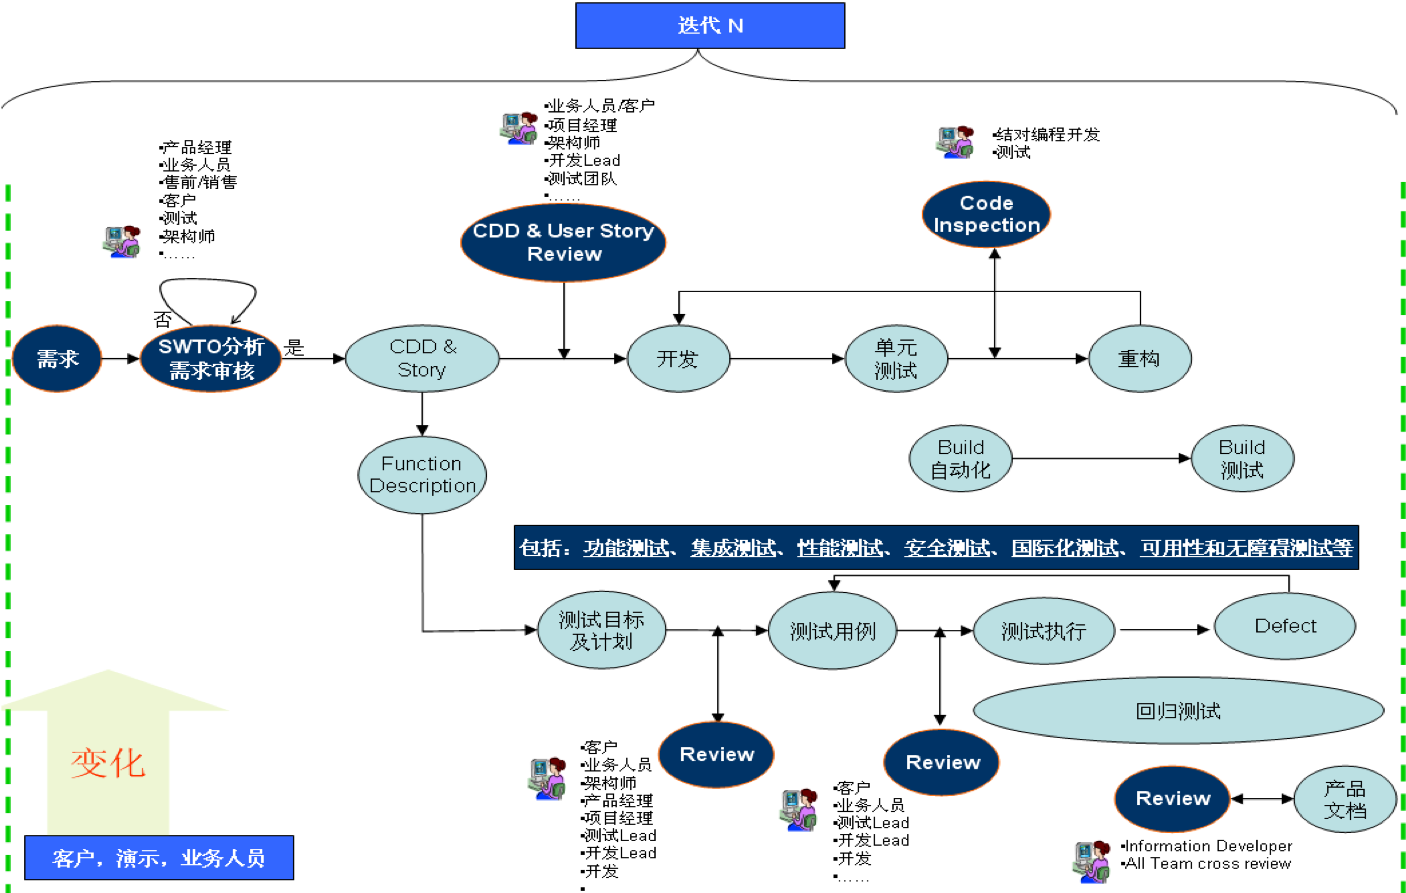 迭代 N
▪业务人员/客户
▪项目经理
▪架构师
▪开发Lead
▪测试团队
▪……
▪结对编程开发
▪测试
▪产品经理
▪业务人员
▪售前/销售
▪客户
▪测试
▪架构师
▪……
Code
Inspection
CDD & User Story
Review
否
需求
SWTO分析
需求审核
是
CDD &
Story
开发
单元
测试
重构
Function
Description
Build
自动化
Build
测试
包括：功能测试、集成测试、性能测试、安全测试、国际化测试、可用性和无障碍测试等
测试目标
及计划
测试用例
测试执行
Defect
回归测试
变化
Review
▪客户
▪业务人员
▪架构师
▪产品经理
▪项目经理
▪测试Lead
▪开发Lead
▪开发
▪
Review
▪客户
▪业务人员
▪测试Lead
▪开发Lead
▪开发
▪……
Review
产品
文档
▪Information Developer
▪All Team cross review
客户，演示，业务人员